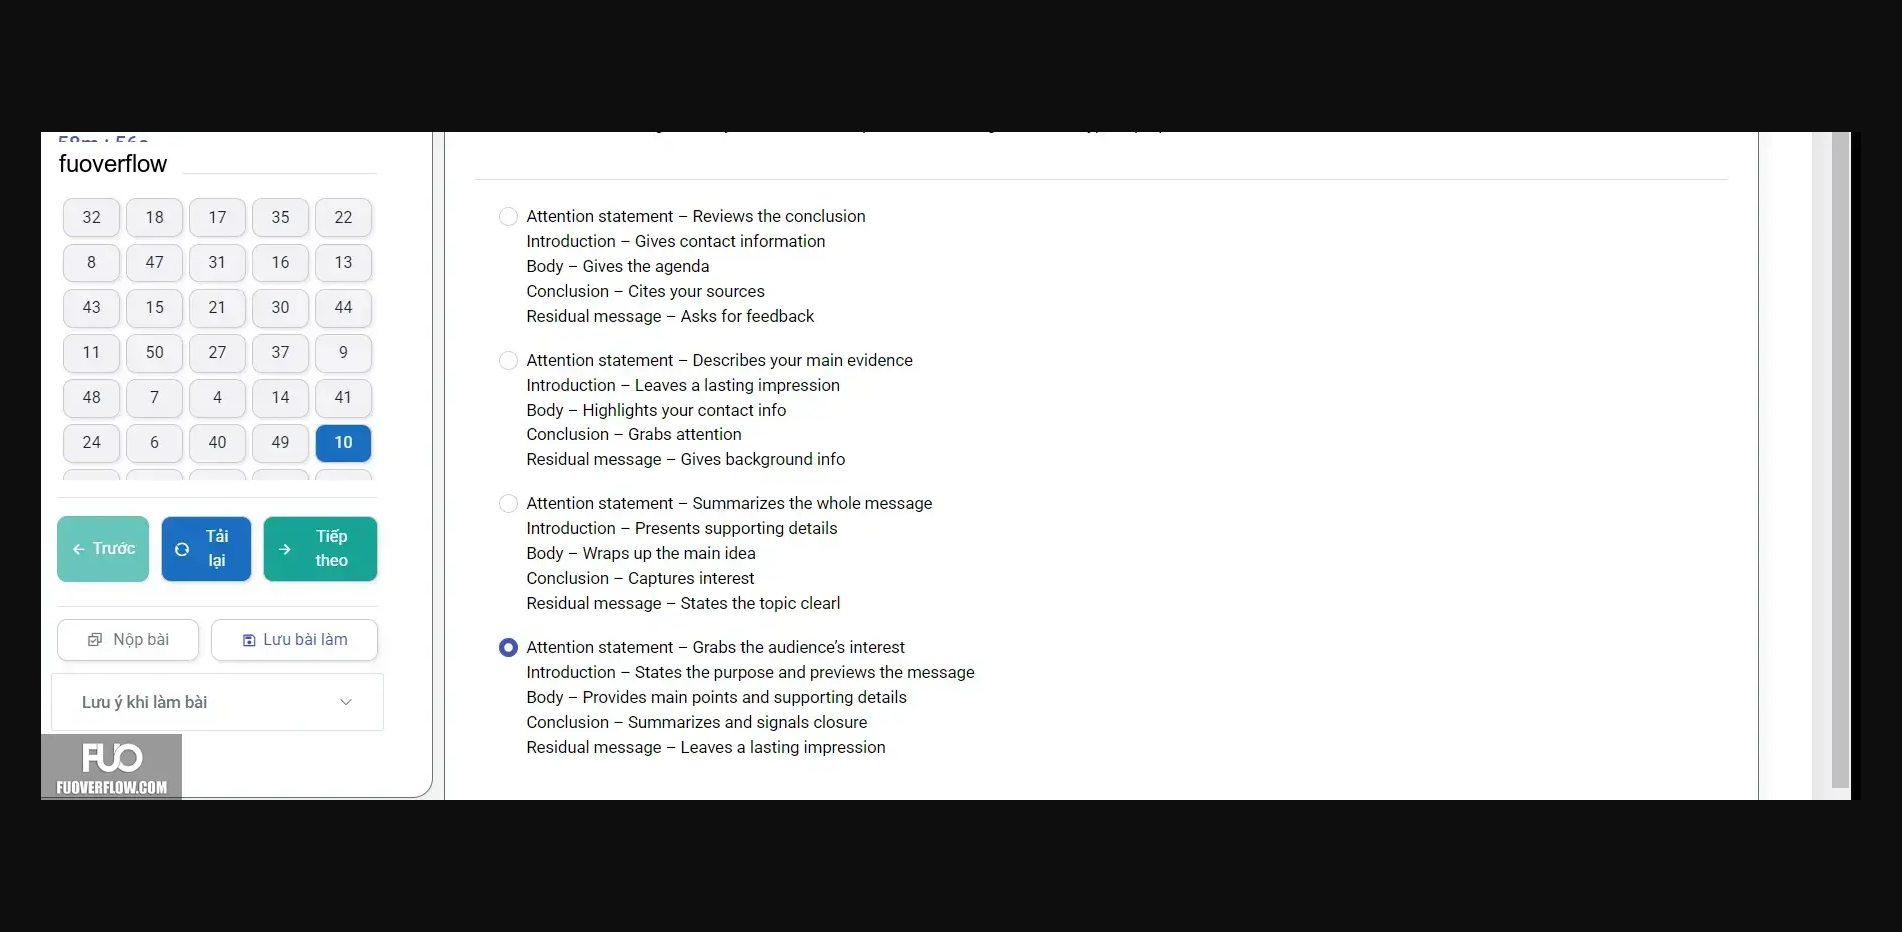 fuoverflow
32 18 17 35 22
8 47 31 16 13
43 15 21 30 44
11 50 27 37 9
48 7 4 14 41
24 6 40 49 10
Trước
Tải lại
Tiếp theo
Nộp bài
Lưu bài làm
Lưu ý khi làm bài
FUO
FUOVERFLOW.COM
Attention statement – Reviews the conclusion
Introduction – Gives contact information
Body – Gives the agenda
Conclusion – Cites your sources
Residual message – Asks for feedback
Attention statement – Describes your main evidence
Introduction – Leaves a lasting impression
Body – Highlights your contact info
Conclusion – Grabs attention
Residual message – Gives background info
Attention statement – Summarizes the whole message
Introduction – Presents supporting details
Body – Wraps up the main idea
Conclusion – Captures interest
Residual message – States the topic clearl
Attention statement – Grabs the audience’s interest
Introduction – States the purpose and previews the message
Body – Provides main points and supporting details
Conclusion – Summarizes and signals closure
Residual message – Leaves a lasting impression